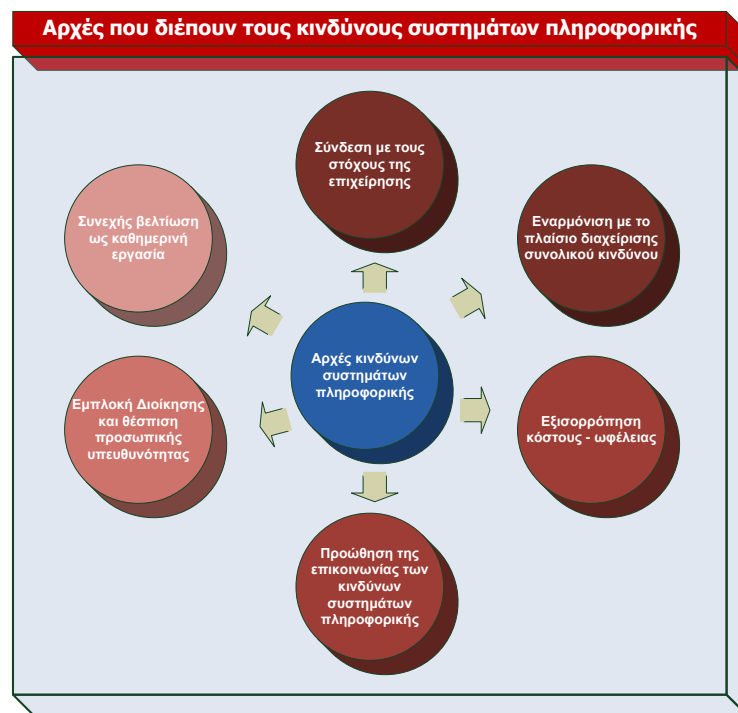 Αρχές που διέπουν τους κινδύνους συστημάτων πληροφορικής
Σύνδεση με τους
στόχους της
επιχείρησης
Εναρμόνιση με το
πλαίσιο διαχείρισης
συνολικού κινδύνου
Εξισορρόπηση
κόστους - ωφέλειας
Προώθηση της
επικοινωνίας των
κινδύνων
συστημάτων
πληροφορικής
Εμπλοκή Διοίκησης
και θέσπιση
προσωπικής
υπευθυνότητας
Συνεχής βελτίωση
ως καθημερινή
εργασία
Αρχές κινδύνων
συστημάτων
πληροφορικής